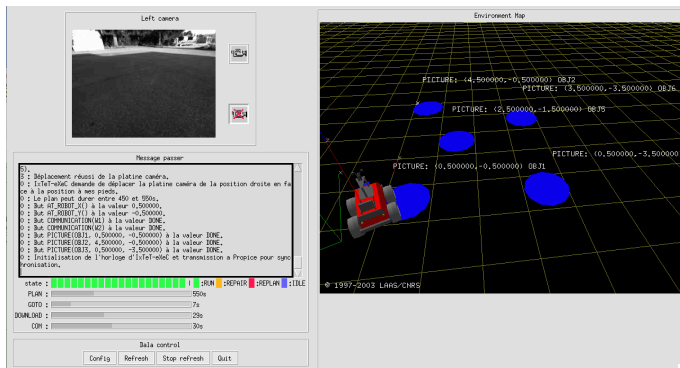 Left camera
Message passer
5).
3 : Déplacement réussi de la platine caméra.
0 : IxTeT-eXeC demande de déplacer la platine caméra de la position droite en fa
ce à la position à mes pieds.
0 : Le plan peut durer entre 450 et 550s.
0 : But AT_ROBOT_X() à la valeur 0,500000.
0 : But AT_ROBOT_Y() à la valeur -0,500000.
0 : But COMMUNICATION(W1) à la valeur DONE.
0 : But COMMUNICATION(W2) à la valeur DONE.
0 : But PICTURE(OBJ1, 0,500000, -0,500000) à la valeur DONE.
0 : But PICTURE(OBJ2, 4,500000, -0,500000) à la valeur DONE.
0 : But PICTURE(OBJ3, 0,500000, -3,500000) à la valeur DONE.
0 : Initialisation de l'horloge d'IxTeT-eXeC et transmission a Propice pour sync
hronisation.
state : | :RUN :REPAIR :REPLAN :IDLE
PLAN : 550s
GOTO : 7s
DOWNLOAD : 29s
COM : 30s
Dala control
Config Refresh Stop refresh Quit
Environment Map
PICTURE: (4.500000,-0.500000) OBJ2
PICTURE: (3.500000,-3.500000) OBJ6
PICTURE: (2.500000,-1.500000) OBJ5
PICTURE: (0.500000,-3.500000
PICTURE: (0.500000,-0.500000) OBJ1
© 1997-2003 LAAS/CNRS